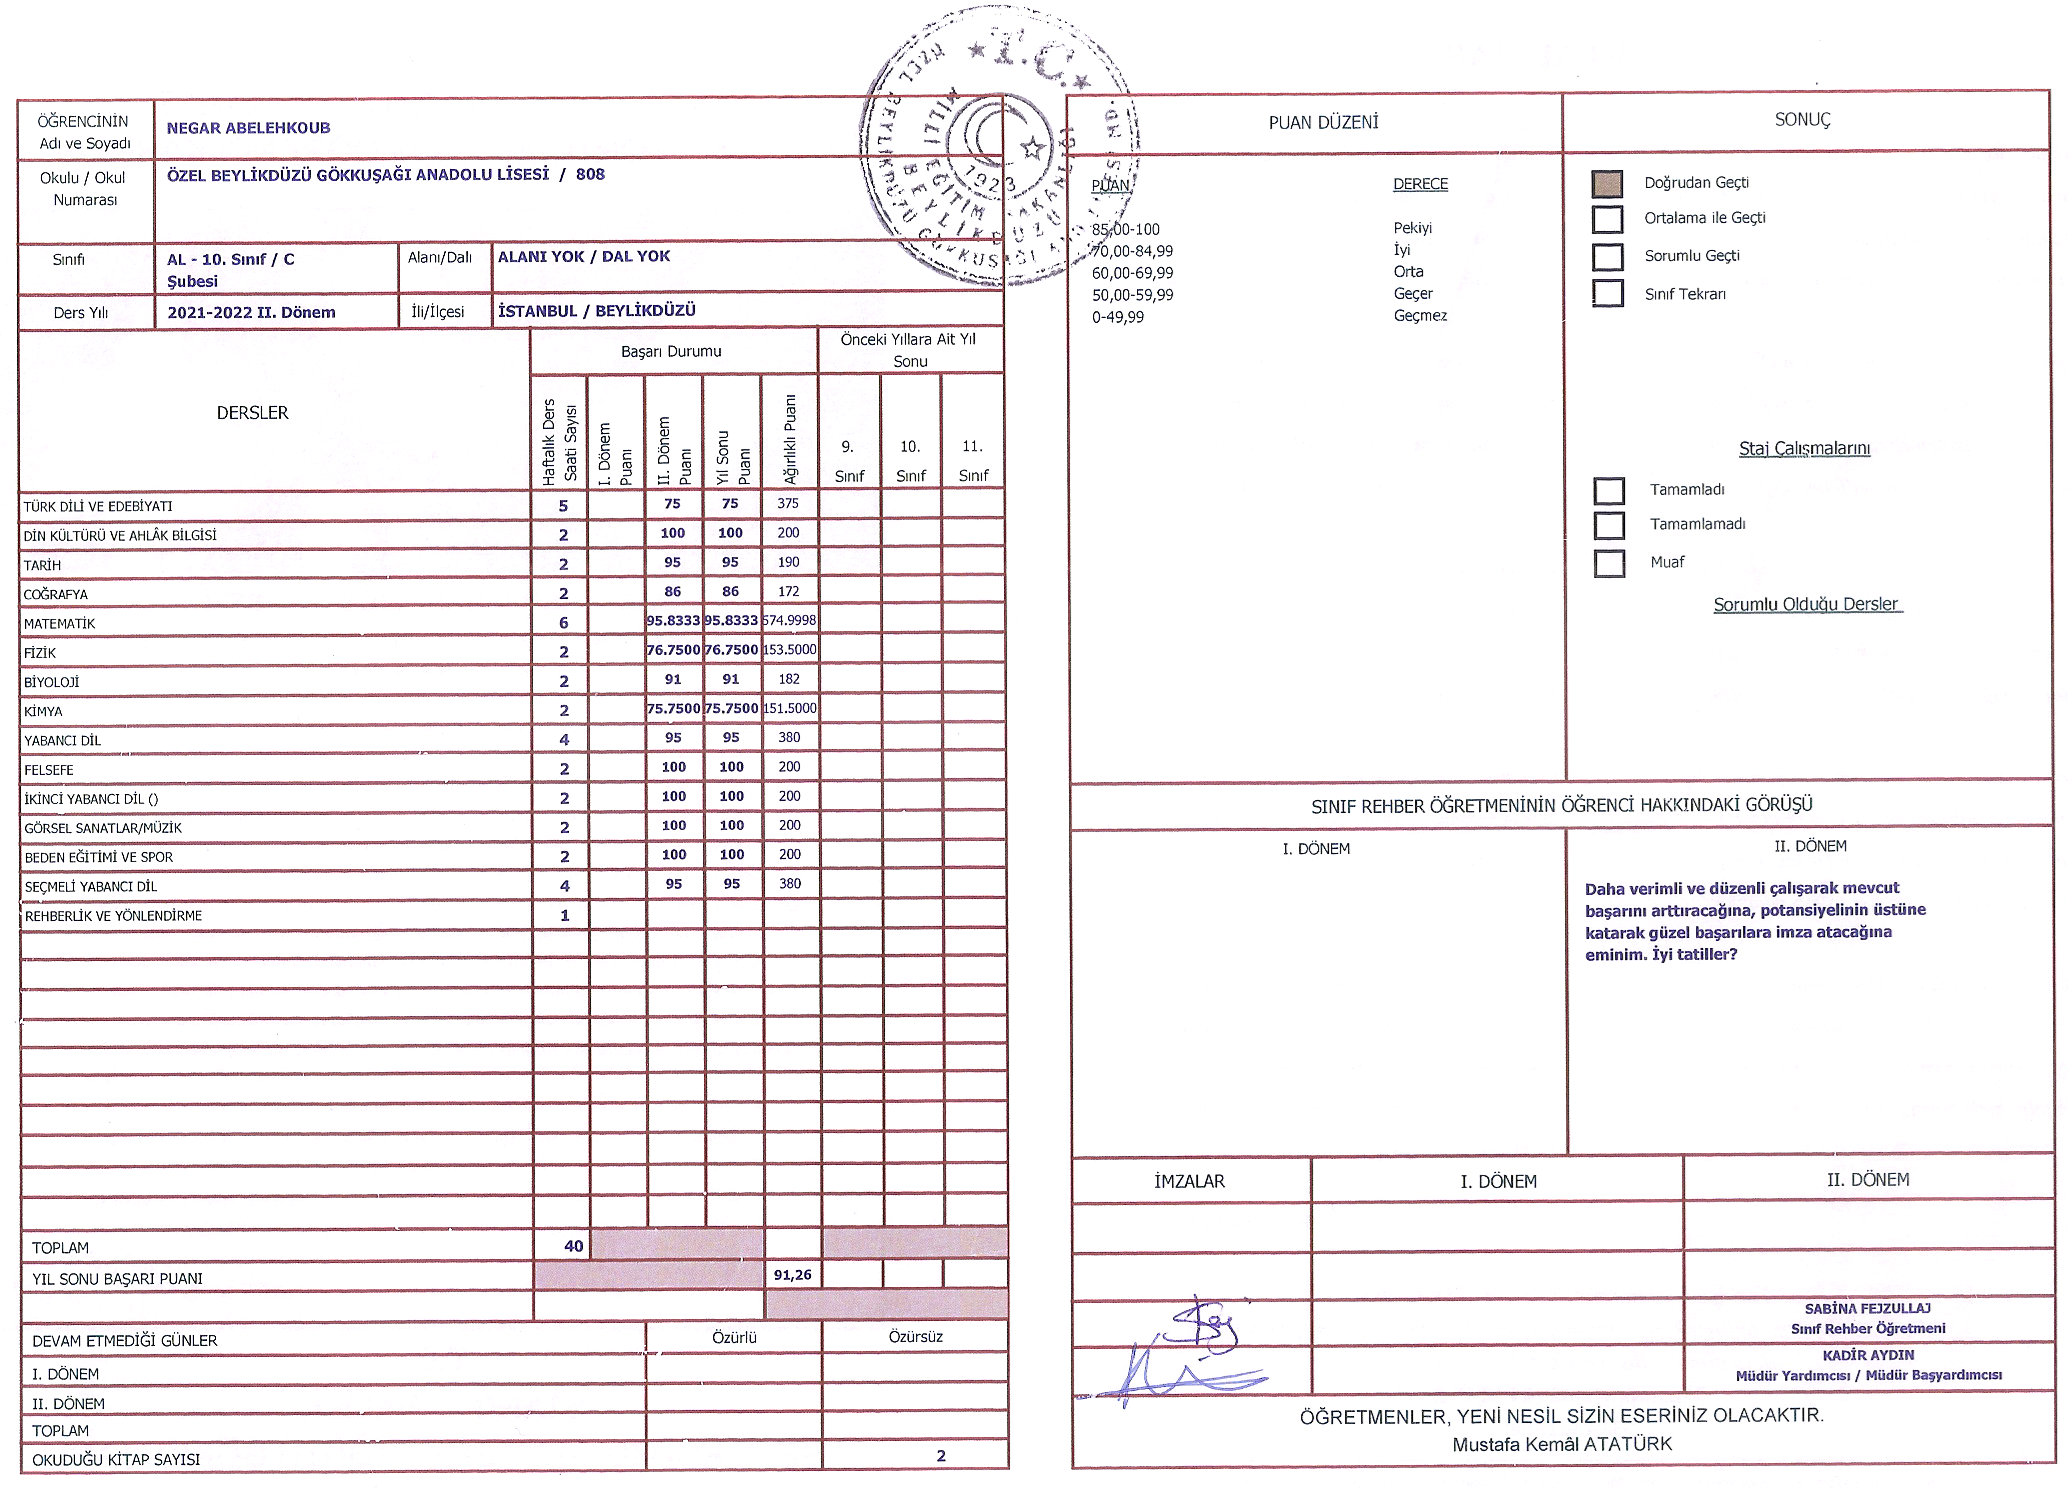 ÖĞRENCİNİN
Adı ve Soyadı
NEGAR ABELEHKOUB
Okulu / Okul
Numarası
ÖZEL BEYLİKDÜZÜ GÖKKUŞAĞI ANADOLU LİSESİ / 808
Sınıfı
AL - 10. Sınıf / C
Şubesi
Alanı/Dalı
ALANI YOK / DAL YOK
Ders Yılı
2021-2022 II. Dönem
İli/İlçesi
İSTANBUL / BEYLİKDÜZÜ
DERSLER
Başarı Durumu
Önceki Yıllara Ait Yıl
Sonu
Haftalık Ders
Saati Sayısı
I. Dönem
Puanı
II. Dönem
Puanı
Yıl Sonu
Puanı
Ağırlıklı Puanı
9.
Sınıf
10.
Sınıf
11.
Sınıf
TÜRK DİLİ VE EDEBİYATI 5 75 75 375
DİN KÜLTÜRÜ VE AHLÂK BİLGİSİ 2 100 100 200
TARİH 2 95 95 190
COĞRAFYA 2 86 86 172
MATEMATİK 6 95.8333 95.8333 574.9998
FİZİK 2 76.7500 76.7500 153.5000
BİYOLOJİ 2 91 91 182
KİMYA 2 75.7500 75.7500 151.5000
YABANCI DİL 4 95 95 380
FELSEFE 2 100 100 200
İKİNCİ YABANCI DİL () 2 100 100 200
GÖRSEL SANATLAR/MÜZİK 2 100 100 200
BEDEN EĞİTİMİ VE SPOR 2 100 100 200
SEÇMELİ YABANCI DİL 4 95 95 380
REHBERLİK VE YÖNLENDİRME 1
TOPLAM 40
YIL SONU BAŞARI PUANI 91,26
DEVAM ETMEDİĞİ GÜNLER Özürlü Özürsüz
I. DÖNEM
II. DÖNEM
TOPLAM
OKUDUĞU KİTAP SAYISI 2
T.C.
MİLLİ EĞİTİM BAKANLIĞI
BEYLİKDÜZÜ
1923
PUAN DÜZENİ
PUAN DERECE
85,00-100 Pekiyi
70,00-84,99 İyi
60,00-69,99 Orta
50,00-59,99 Geçer
0-49,99 Geçmez
SONUÇ
Doğrudan Geçti
Ortalama ile Geçti
Sorumlu Geçti
Sınıf Tekrarı
Staj Çalışmalarını
Tamamladı
Tamamlamadı
Muaf
Sorumlu Olduğu Dersler
SINIF REHBER ÖĞRETMENİNİN ÖĞRENCİ HAKKINDAKİ GÖRÜŞÜ
I. DÖNEM
II. DÖNEM
Daha verimli ve düzenli çalışarak mevcut
başarını arttıracağına, potansiyelinin üstüne
katarak güzel başarılara imza atacağına
eminim. İyi tatiller?
İMZALAR I. DÖNEM II. DÖNEM
SABİNA FEJZULLAJ
Sınıf Rehber Öğretmeni
KADİR AYDIN
Müdür Yardımcısı / Müdür Başyardımcısı
ÖĞRETMENLER, YENİ NESİL SİZİN ESERİNİZ OLACAKTIR.
Mustafa Kemâl ATATÜRK